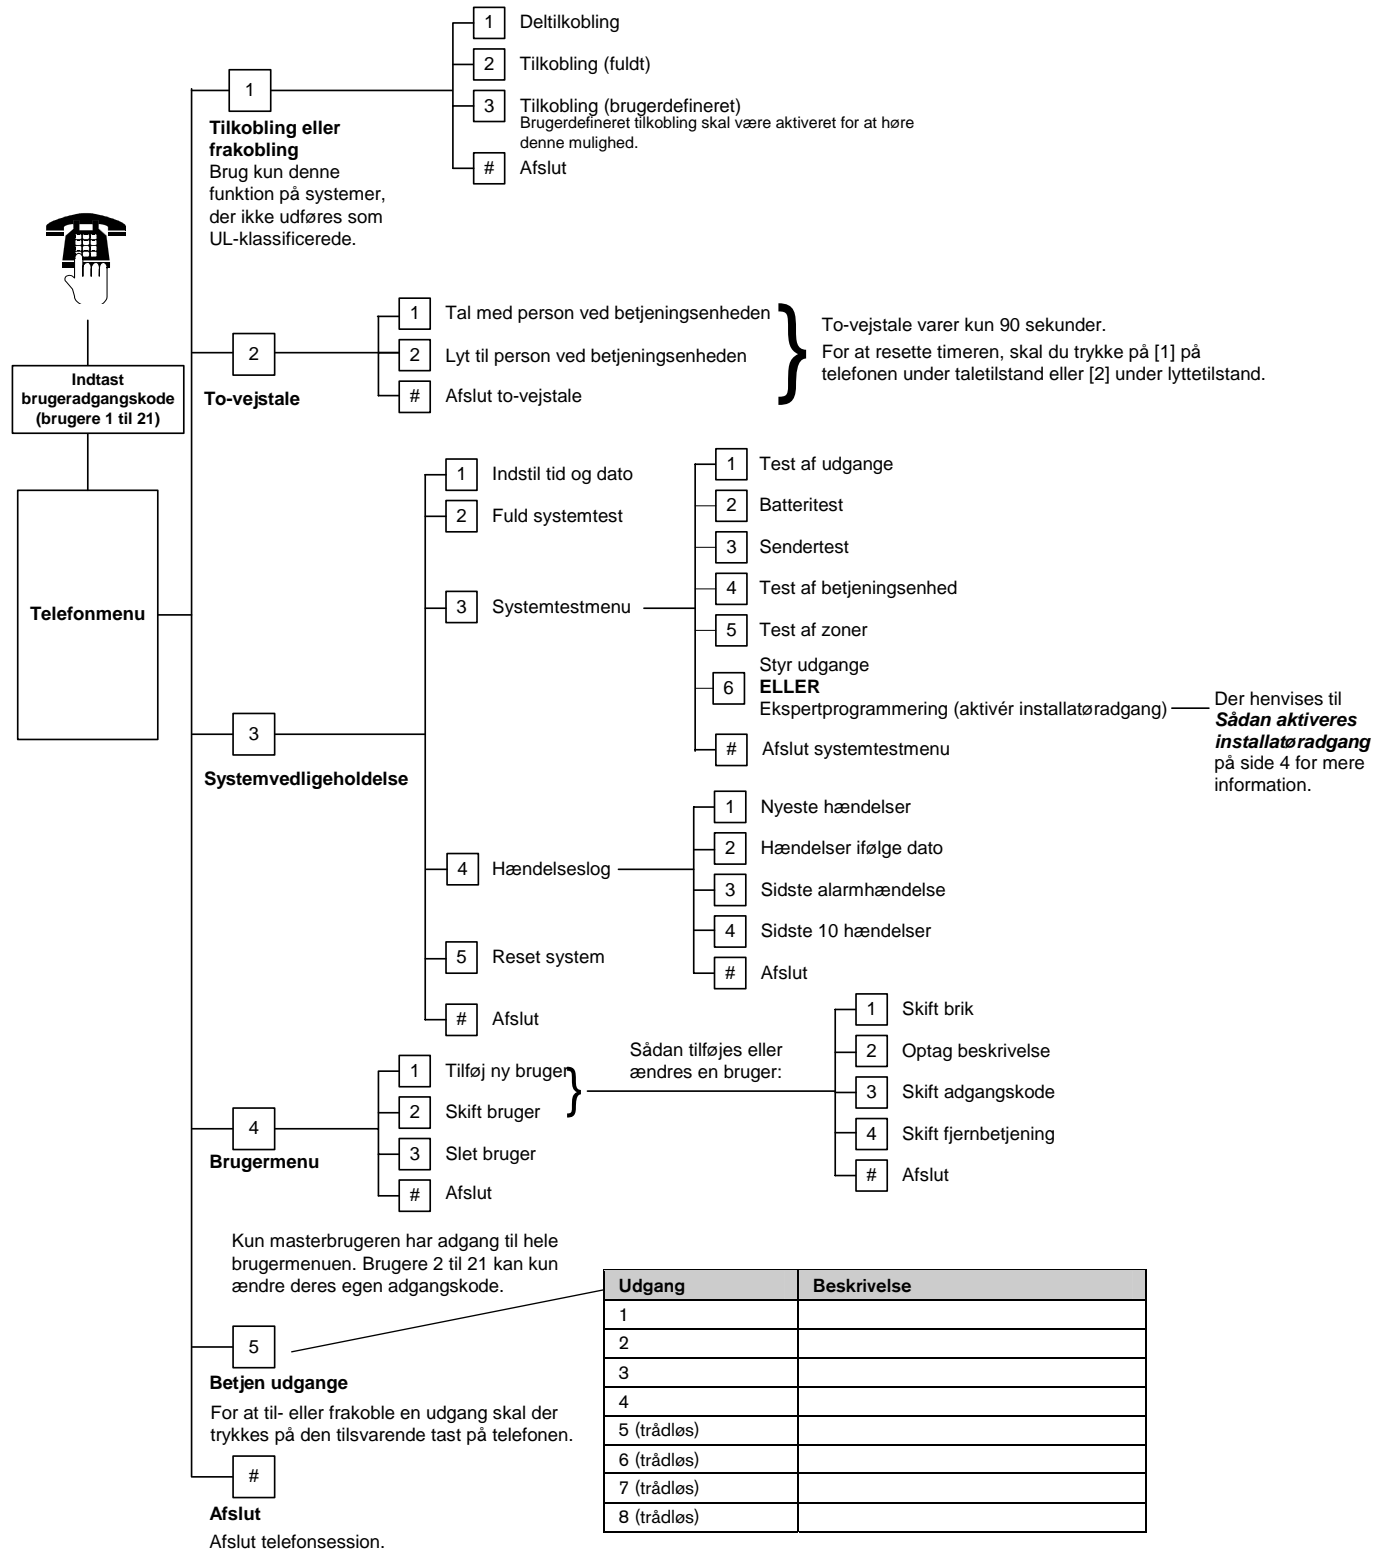 1 Deltilkobling
2 Tilkobling (fuldt)
3 Tilkobling (brugerdefineret)
Brugerdefineret tilkobling skal være aktiveret for at høre
denne mulighed.
# Afslut
1
Tilkobling eller
frakobling
Brug kun denne
funktion på systemer,
der ikke udføres som
UL-klassificerede.
Indtast
brugeradgangskode
(brugere 1 til 21)
Telefonmenu
2
To-vejstale
1 Tal med person ved betjeningsenheden
2 Lyt til person ved betjeningsenheden
# Afslut to-vejstale
To-vejstale varer kun 90 sekunder.
For at resette timeren, skal du trykke på [1] på
telefonen under taletilstand eller [2] under lyttetilstand.
3
Systemvedligeholdelse
1 Indstil tid og dato
2 Fuld systemtest
3 Systemtestmenu
1 Test af udgange
2 Batteritest
3 Sendertest
4 Test af betjeningsenhed
5 Test af zoner
6
Styr udgange
ELLER
Ekspertprogrammering (aktivér installatøradgang)
Der henvises til
Sådan aktiveres
installatøradgang
på side 4 for mere
information.
# Afslut systemtestmenu
4 Hændelseslog
1 Nyeste hændelser
2 Hændelser ifølge dato
3 Sidste alarmhændelse
4 Sidste 10 hændelser
# Afslut
5 Reset system
# Afslut
4
Brugermenu
1 Tilføj ny bruger
2 Skift bruger
3 Slet bruger
# Afslut
Sådan tilføjes eller
ændres en bruger:
1 Skift brik
2 Optag beskrivelse
3 Skift adgangskode
4 Skift fjernbetjening
# Afslut
Kun masterbrugeren har adgang til hele
brugermenuen. Brugere 2 til 21 kan kun
ændre deres egen adgangskode.
5
Betjen udgange
For at til- eller frakoble en udgang skal der
trykkes på den tilsvarende tast på telefonen.
Udgang Beskrivelse
1
2
3
4
5 (trådløs)
6 (trådløs)
7 (trådløs)
8 (trådløs)
#
Afslut
Afslut telefonsession.